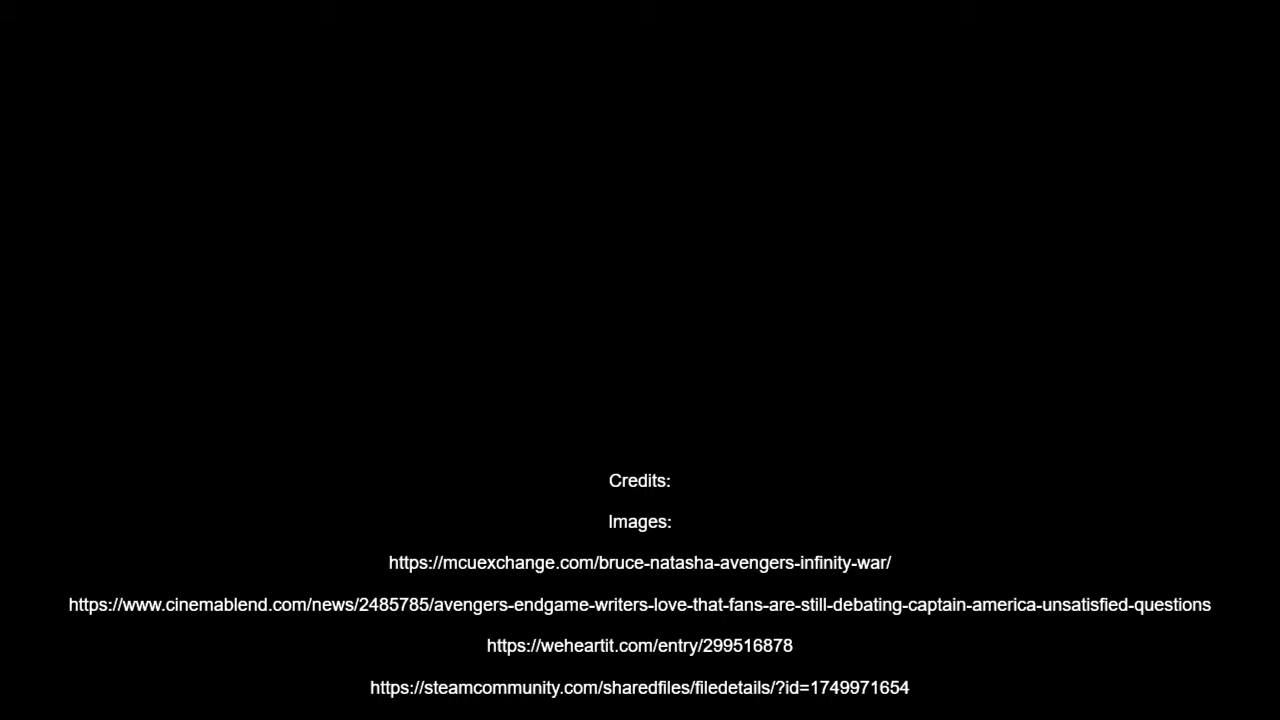 Credits:
Images:
https://mcuexchange.com/bruce-natasha-avengers-infinity-war/
https://www.cinemablend.com/news/2485785/avengers-endgame-writers-love-that-fans-are-still-debating-captain-america-unsatisfied-questions
https://weheartit.com/entry/299516878
https://steamcommunity.com/sharedfiles/filedetails/?id=1749971654